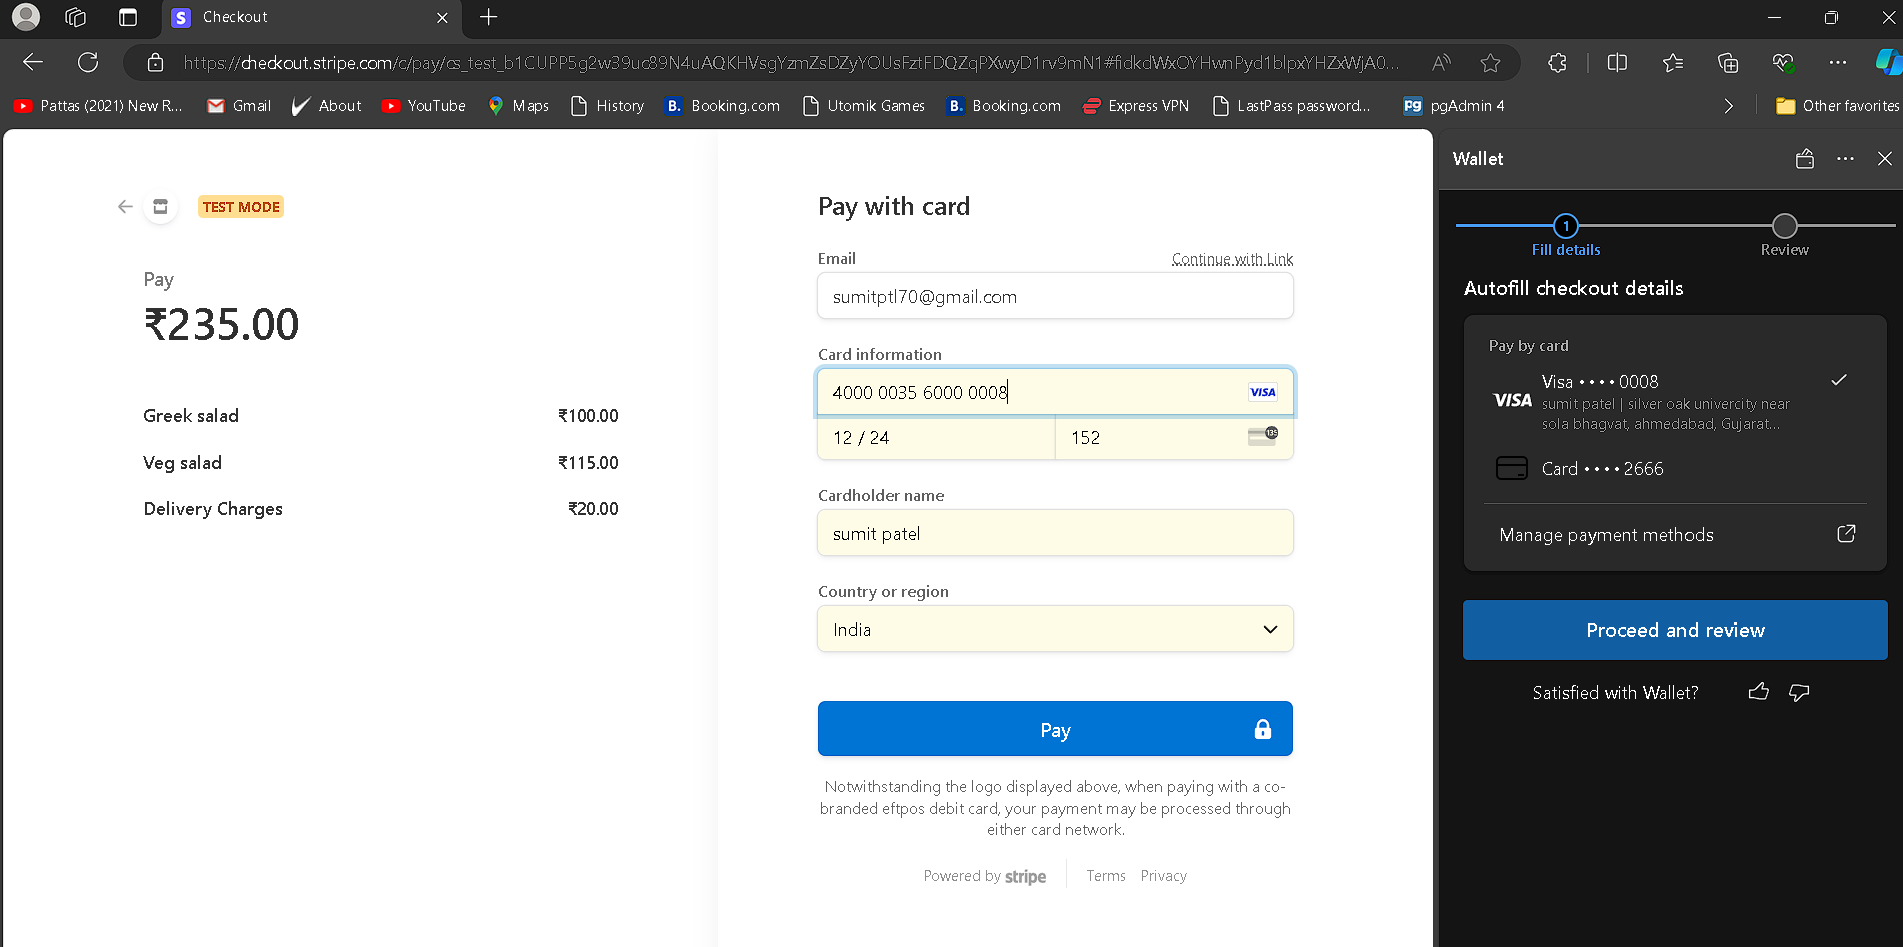 Checkout
https://checkout.stripe.com/c/pay/cs_test_b1CUPP5g2w39uc89N4uAQKHVsgYzmZsDZyYOUsFztFDQZqPXwyD1rv9mN1#fidkdWxOYHwnPyd1blpxYHZxWjA0...
Pattas (2021) New R...
Gmail
About
YouTube
Maps
History
B.
Booking.com
Utomik Games
B.
Booking.com
Express VPN
LastPass password...
Pg
pgAdmin 4
Other favorites
TEST MODE
Pay
₹235.00
Greek salad ₹100.00
Veg salad ₹115.00
Delivery Charges ₹20.00
Pay with card
Email Continue with Link
sumitptl70@gmail.com
Card information
4000 0035 6000 0008 VISA
12 / 24 152 135
Cardholder name
sumit patel
Country or region
India
Pay
Notwithstanding the logo displayed above, when paying with a co-
branded eftpos debit card, your payment may be processed through
either card network.
Powered by stripe Terms Privacy
Wallet
1
Fill details Review
Autofill checkout details
Pay by card
VISA
Visa •••• 0008
sumit patel | silver oak univercity near
sola bhagvat, ahmedabad, Gujarat...
Card •••• 2666
Manage payment methods
Proceed and review
Satisfied with Wallet?